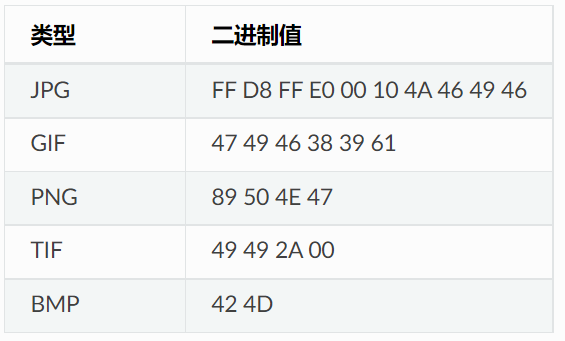 类型 二进制值
JPG FF D8 FF E0 00 10 4A 46 49 46
GIF 47 49 46 38 39 61
PNG 89 50 4E 47
TIF 49 49 2A 00
BMP 42 4D